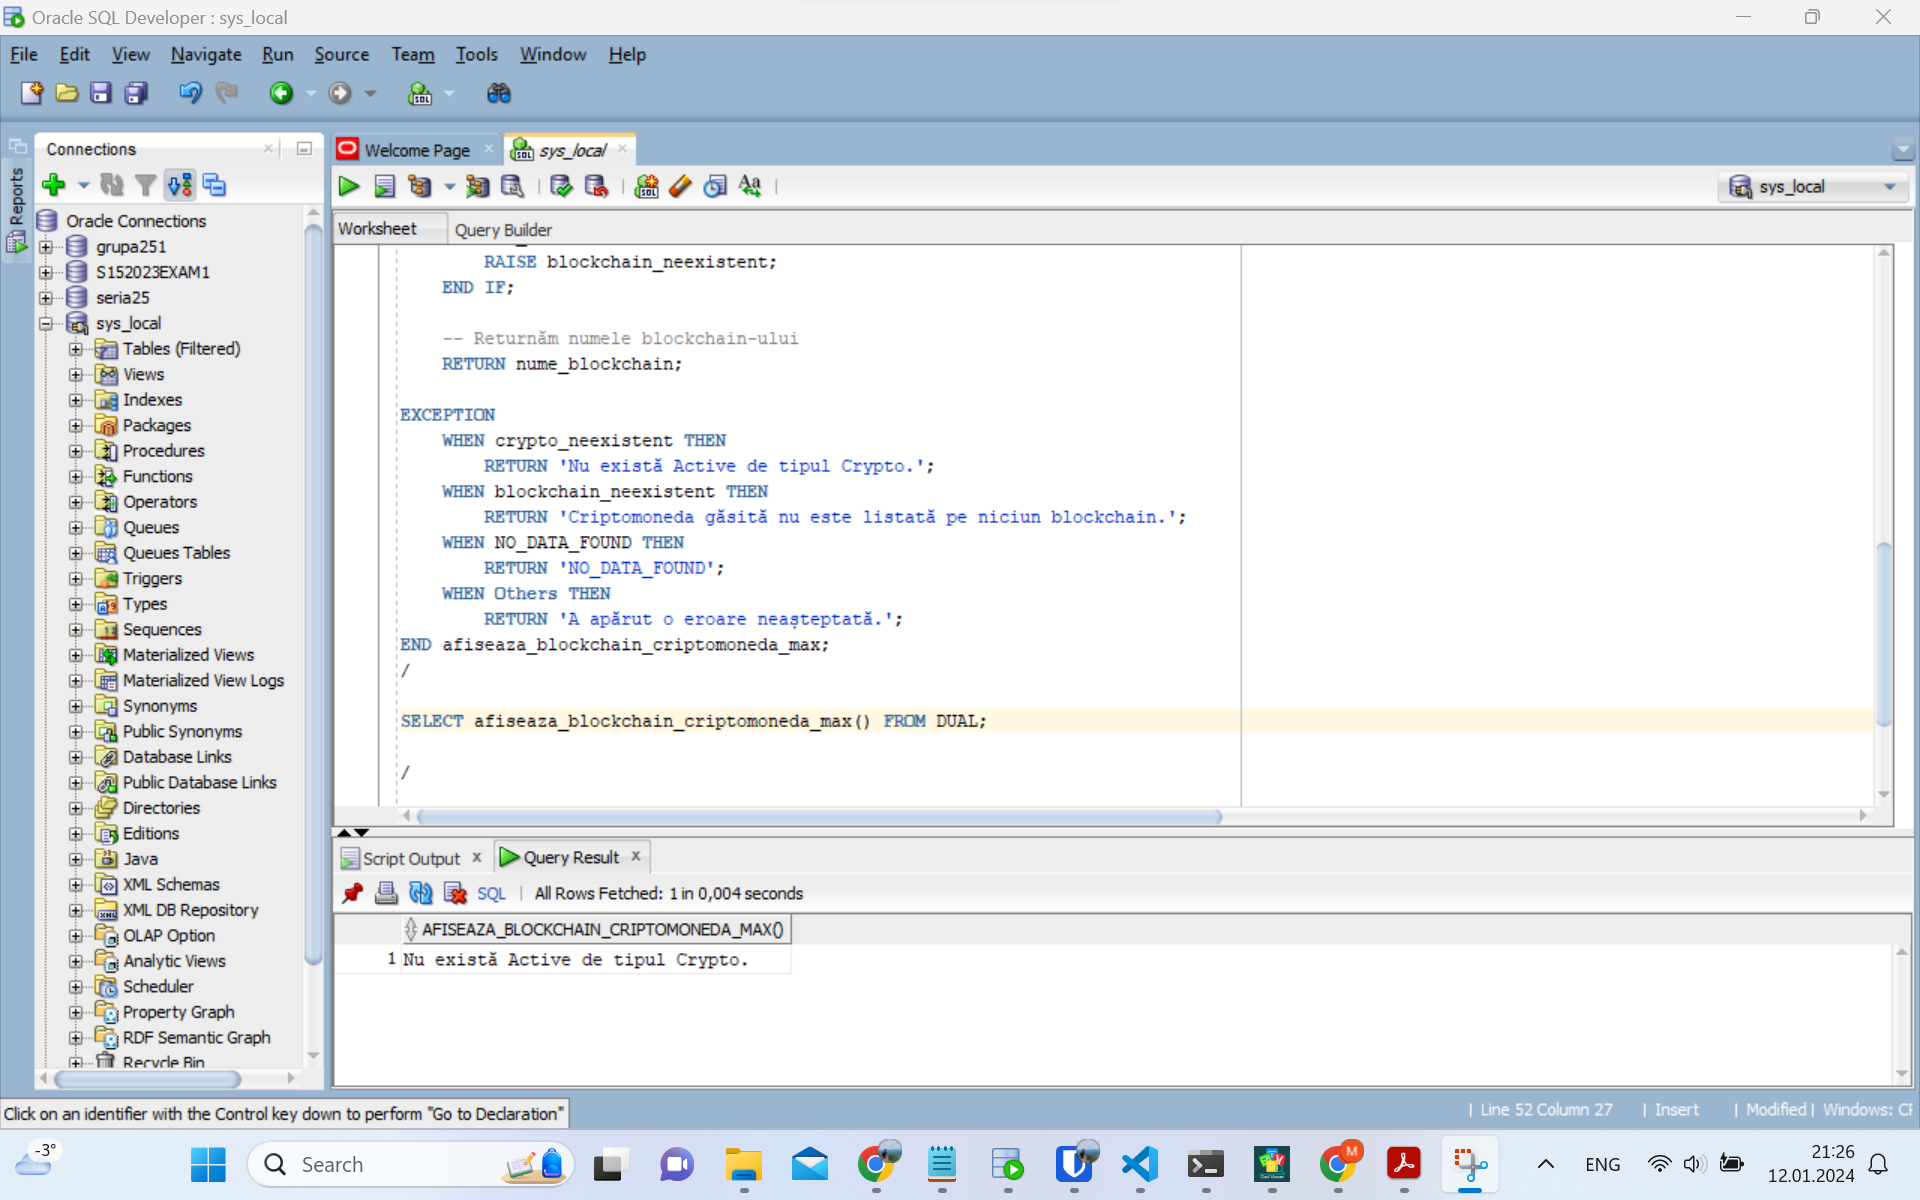 Oracle SQL Developer : sys_local
File Edit View Navigate Run Source Team Tools Window Help
Reports
Connections
Oracle Connections
grupa251
S152023EXAM1
seria25
sys_local
Tables (Filtered)
Views
Indexes
Packages
Procedures
Functions
Operators
Queues
Queues Tables
Triggers
Types
Sequences
Materialized Views
Materialized View Logs
Synonyms
Public Synonyms
Database Links
Public Database Links
Directories
Editions
Java
XML Schemas
XML DB Repository
OLAP Option
Analytic Views
Scheduler
Property Graph
RDF Semantic Graph
Recycle Bin
Welcome Page sys_local
sys_local
Worksheet Query Builder
RAISE blockchain_neexistent;
END IF;
-- Returnăm numele blockchain-ului
RETURN nume_blockchain;
EXCEPTION
WHEN crypto_neexistent THEN
RETURN 'Nu există Active de tipul Crypto.';
WHEN blockchain_neexistent THEN
RETURN 'Criptomoneda găsită nu este listată pe niciun blockchain.';
WHEN NO_DATA_FOUND THEN
RETURN 'NO_DATA_FOUND';
WHEN Others THEN
RETURN 'A apărut o eroare neașteptată.';
END afiseaza_blockchain_criptomoneda_max;
/
SELECT afiseaza_blockchain_criptomoneda_max() FROM DUAL;
/
Script Output Query Result
SQL | All Rows Fetched: 1 in 0,004 seconds
AFISEAZA_BLOCKCHAIN_CRIPTOMONEDA_MAX()
1 Nu există Active de tipul Crypto.
Click on an identifier with the Control key down to perform "Go to Declaration"
| Line 52 Column 27 | Insert | Modified | Windows: CF
-3°
Search
ENG
21:26
12.01.2024